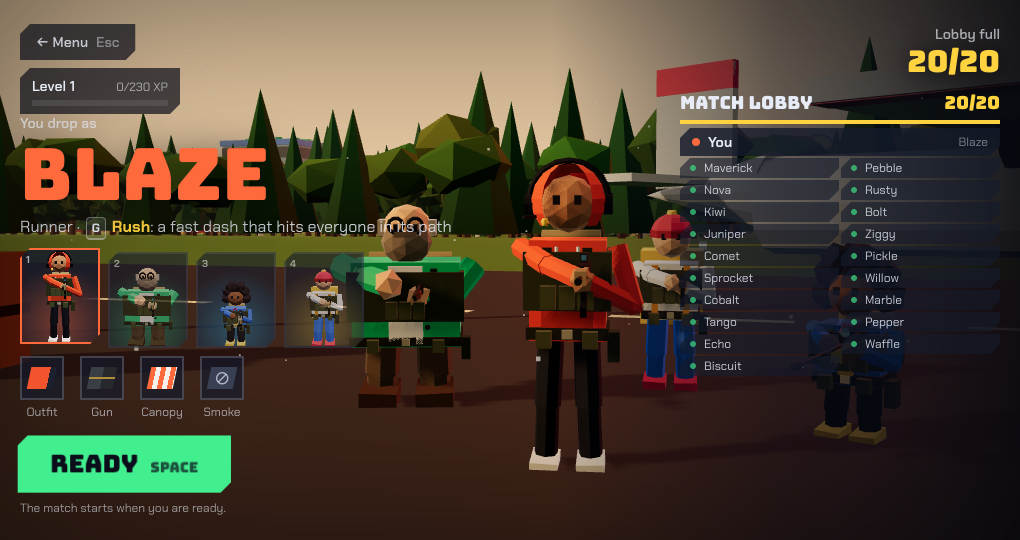 ← Menu Esc
Level 1 0/230 XP
You drop as
BLAZE
Runner · G Rush: a fast dash that hits everyone in its path
1
2
3
4
Outfit
Gun
Canopy
Smoke
READY SPACE
The match starts when you are ready.
Lobby full
20/20
MATCH LOBBY 20/20
You Blaze
Maverick Pebble
Nova Rusty
Kiwi Bolt
Juniper Ziggy
Comet Pickle
Sprocket Willow
Cobalt Marble
Tango Pepper
Echo Waffle
Biscuit